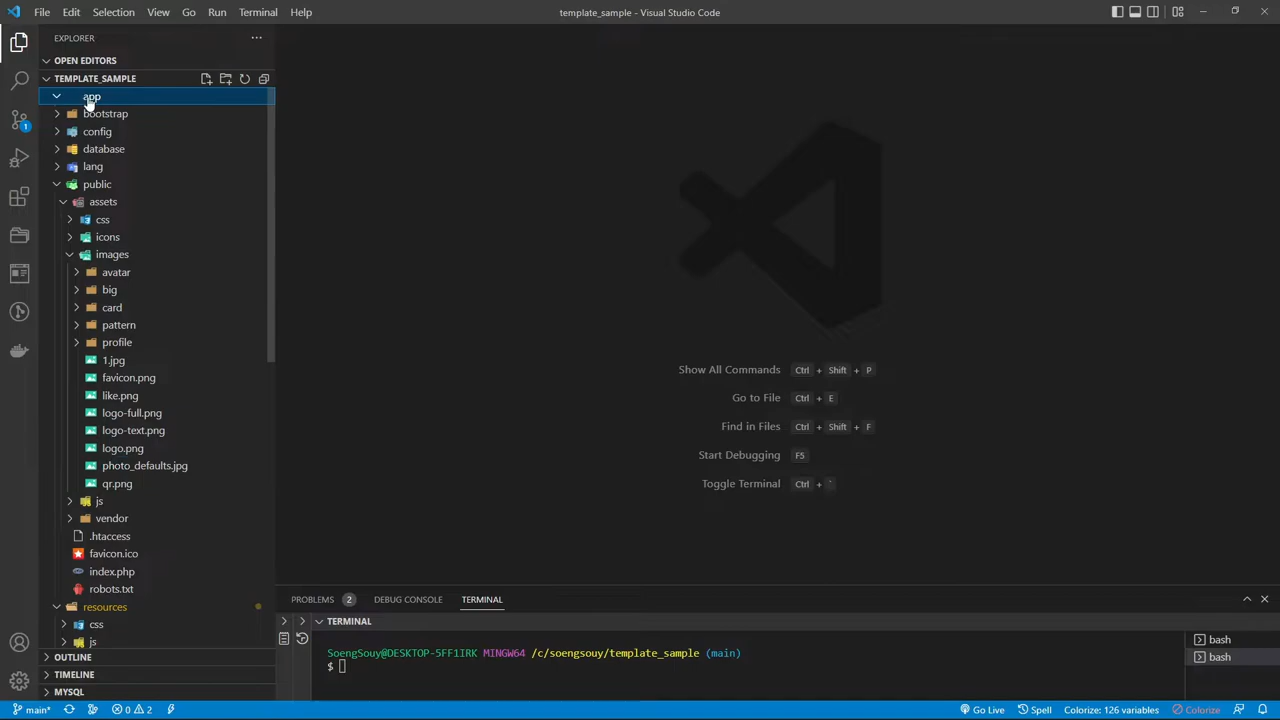 File Edit Selection View Go Run Terminal Help
template_sample - Visual Studio Code
EXPLORER
OPEN EDITORS
TEMPLATE_SAMPLE
app
bootstrap
config
database
lang
public
assets
css
icons
images
avatar
big
card
pattern
profile
1.jpg
favicon.png
like.png
logo-full.png
logo-text.png
logo.png
photo_defaults.jpg
qr.png
js
vendor
.htaccess
favicon.ico
index.php
robots.txt
resources
css
js
OUTLINE
TIMELINE
MYSQL
1
Show All Commands Ctrl + Shift + P
Go to File Ctrl + E
Find in Files Ctrl + Shift + F
Start Debugging F5
Toggle Terminal Ctrl + `
PROBLEMS 2 DEBUG CONSOLE TERMINAL
TERMINAL
SoengSouy@DESKTOP-5FF1IRK MINGW64 /c/soengsouy/template_sample (main)
$
bash
bash
main* 0 2 Go Live Spell Colorize: 126 variables Colorize